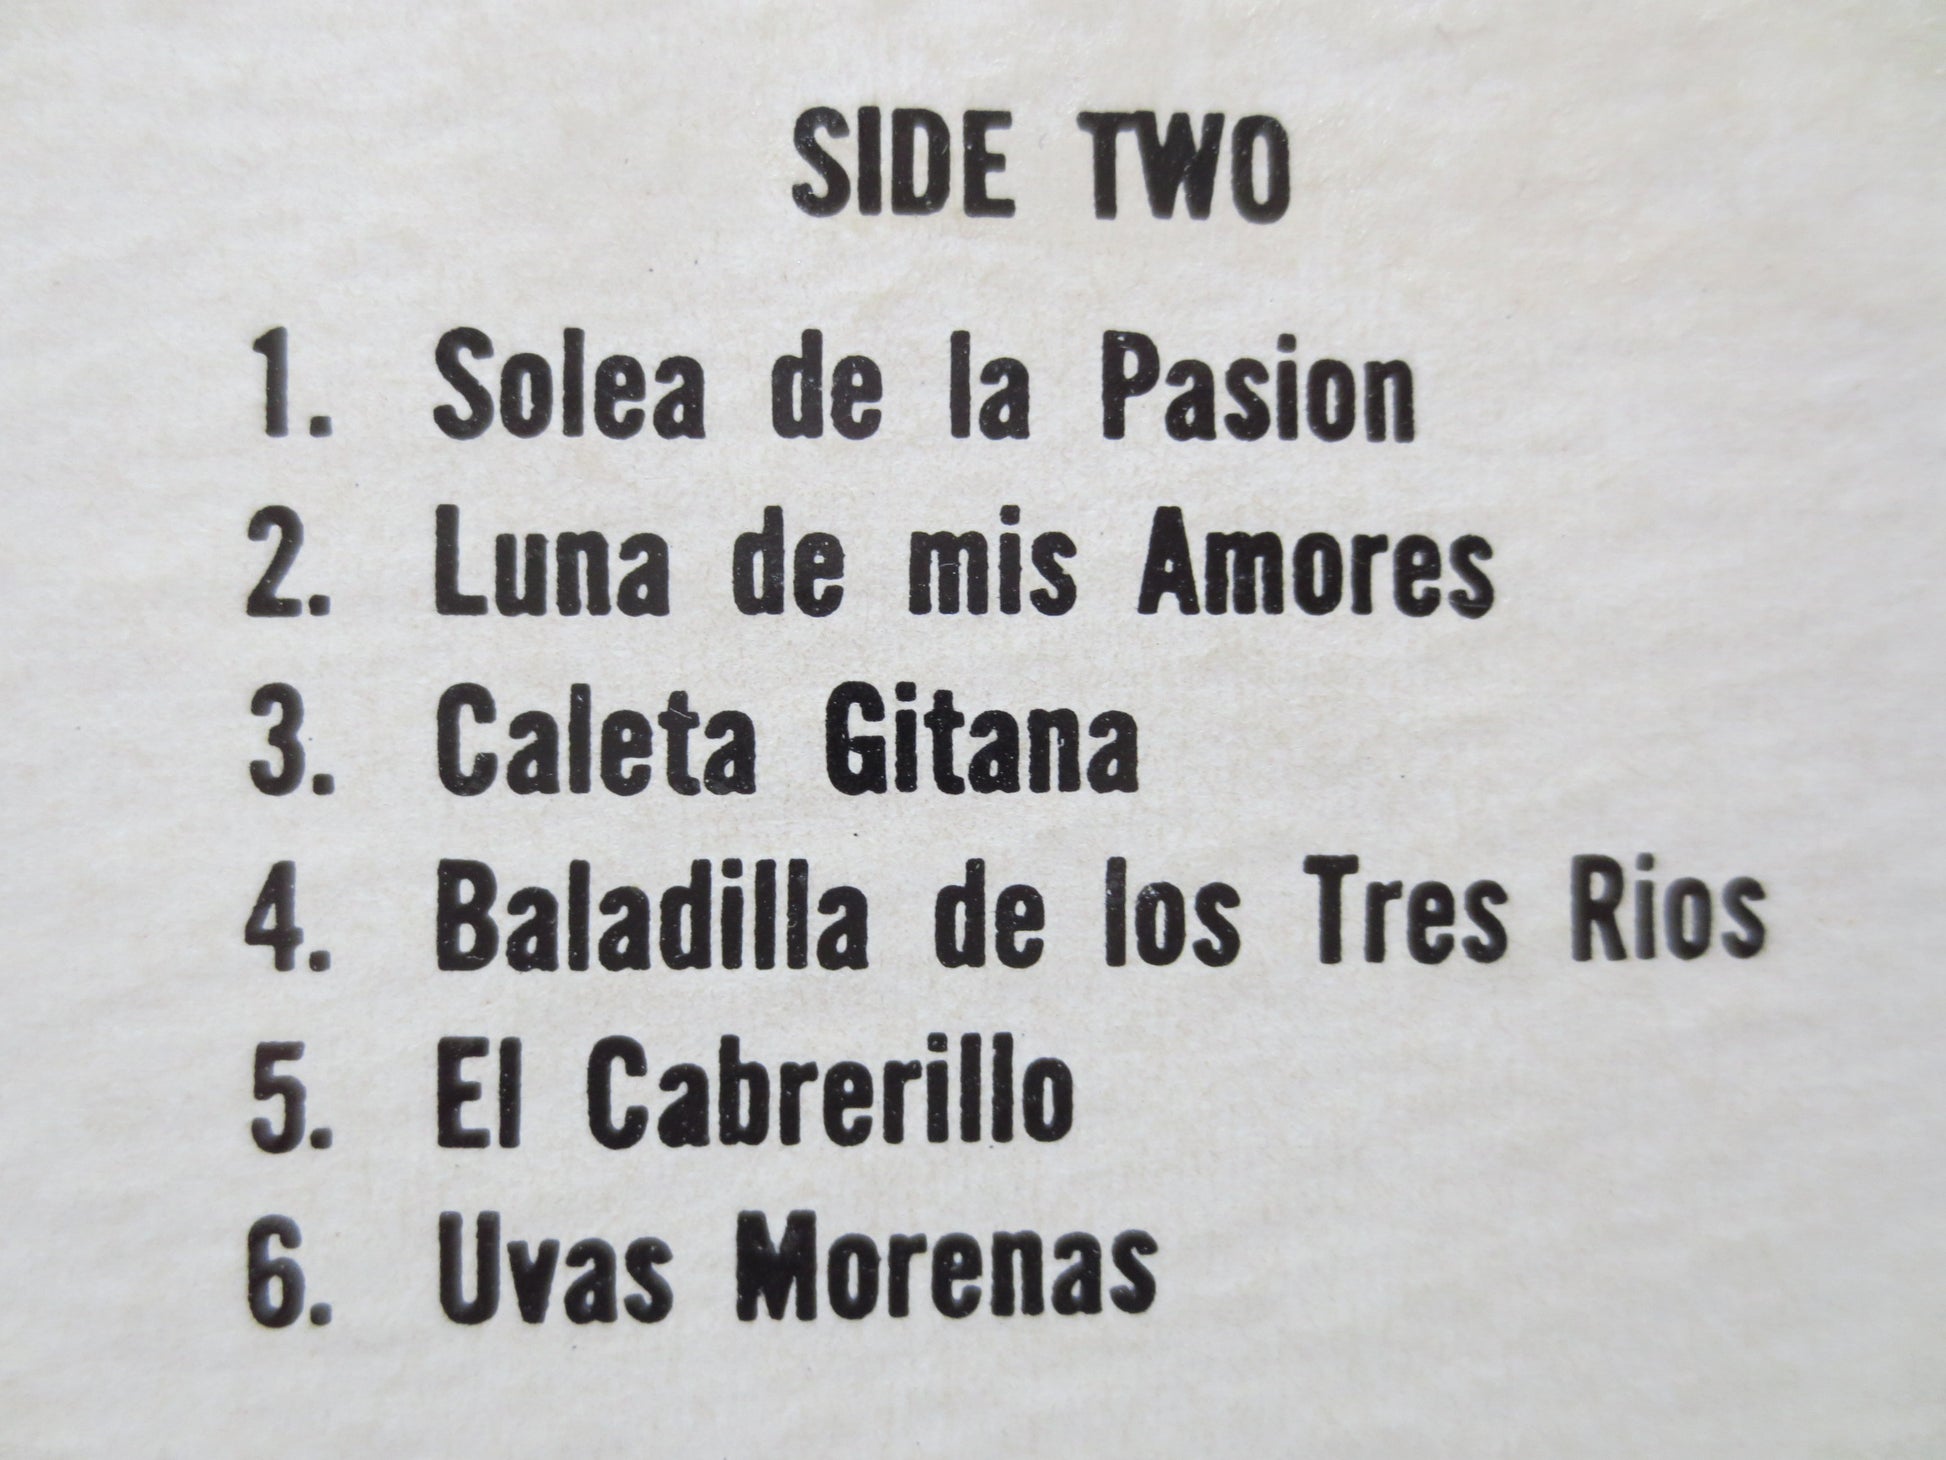 SIDE TWO
1. Solea de la Pasion
2. Luna de mis Amores
3. Caleta Gitana
4. Baladilla de los Tres Rios
5. El Cabrerillo
6. Uvas Morenas